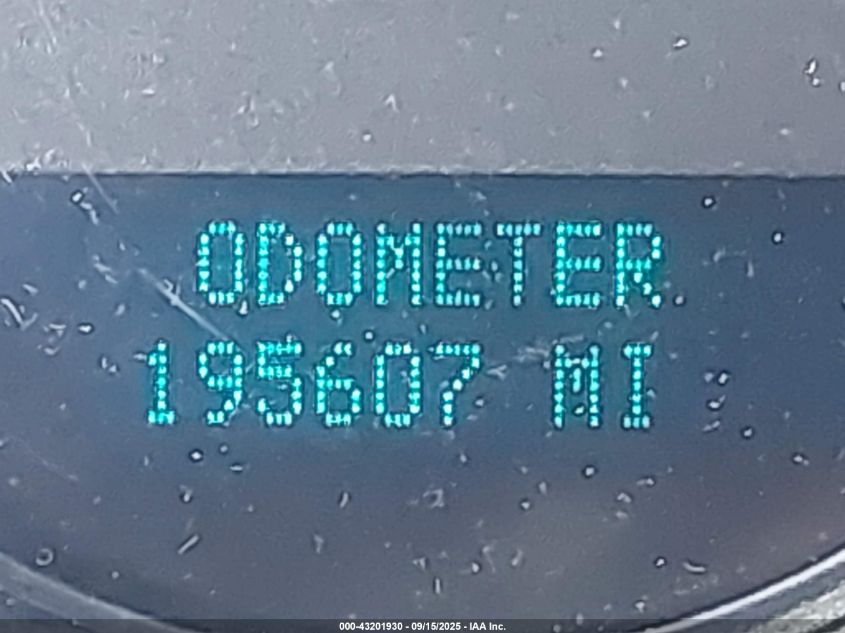 ODOMETER
195607 MI
000-43201930 - 09/15/2025 - IAA Inc.